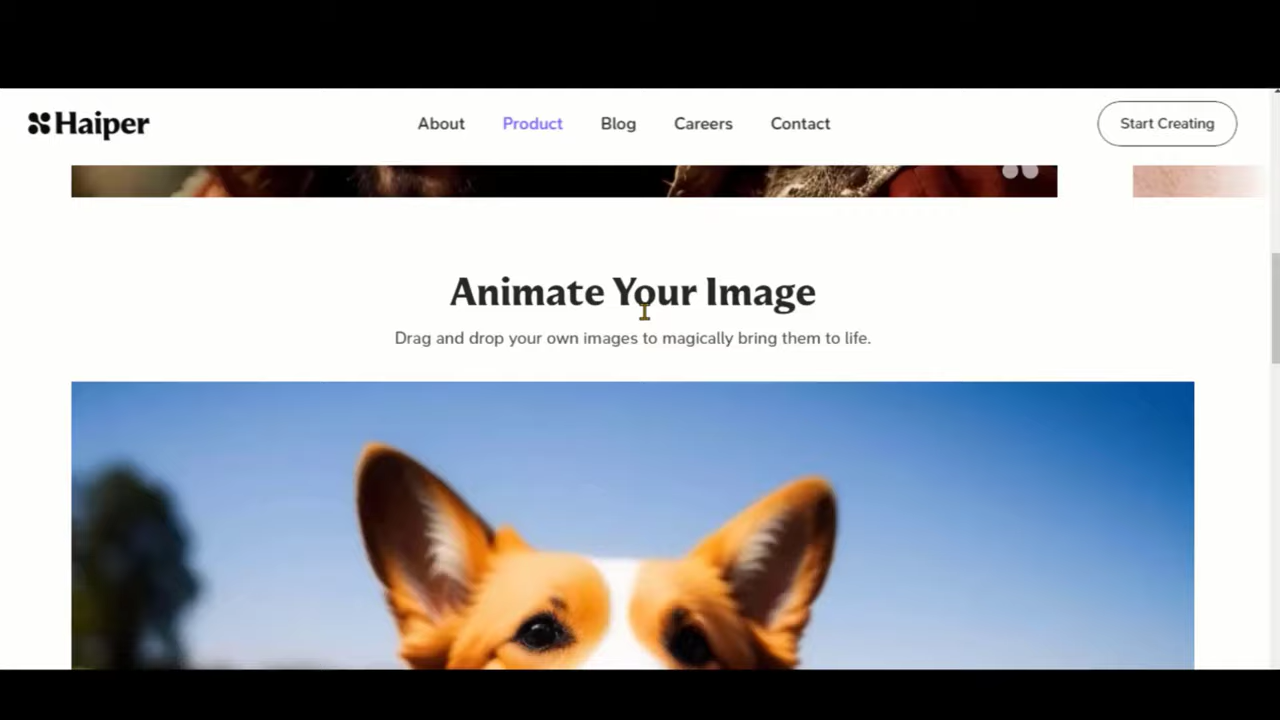 Haiper
About Product Blog Careers Contact
Start Creating
Animate Your Image
Drag and drop your own images to magically bring them to life.